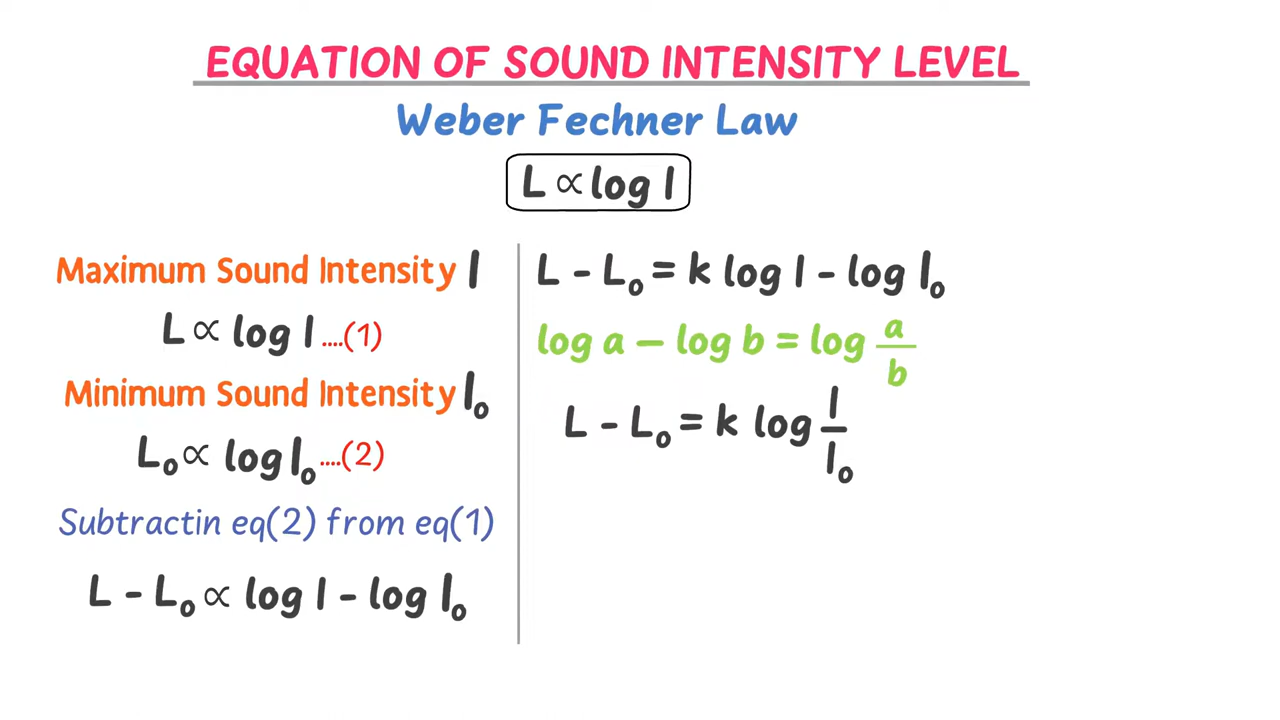 EQUATION OF SOUND INTENSITY LEVEL
Weber Fechner Law
L ∝ log I
Maximum Sound Intensity I
L ∝ log I ....(1)
Minimum Sound Intensity I₀
L₀ ∝ log I₀ ....(2)
Subtractin eq(2) from eq(1)
L - L₀ ∝ log I - log I₀
L - L₀ = k log I - log I₀
log a - log b = log a/b
L - L₀ = k log I/I₀